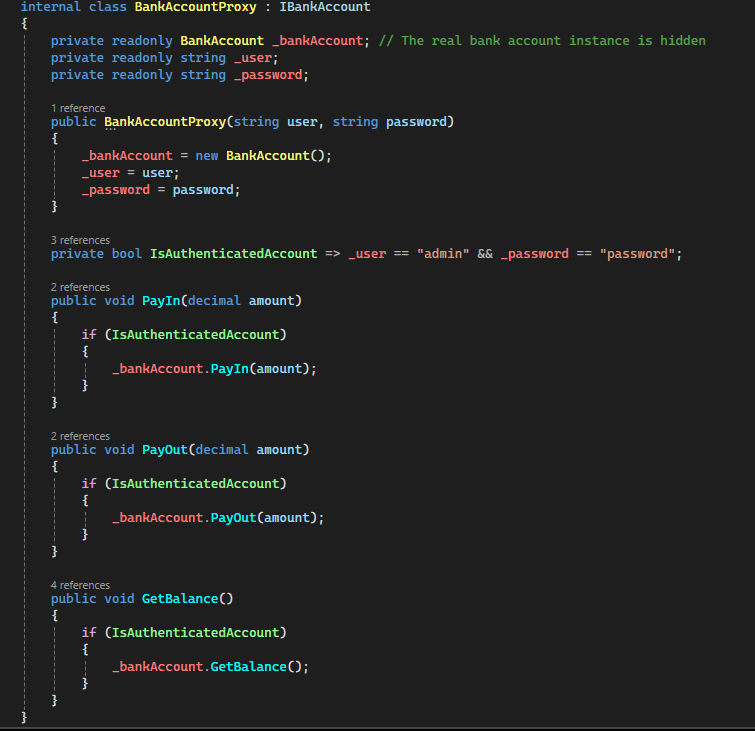 internal class BankAccountProxy : IBankAccount
{
private readonly BankAccount _bankAccount; // The real bank account instance is hidden
private readonly string _user;
private readonly string _password;
1 reference
public BankAccountProxy(string user, string password)
{
_bankAccount = new BankAccount();
_user = user;
_password = password;
}
3 references
private bool IsAuthenticatedAccount => _user == "admin" && _password == "password";
2 references
public void PayIn(decimal amount)
{
if (IsAuthenticatedAccount)
{
_bankAccount.PayIn(amount);
}
}
2 references
public void PayOut(decimal amount)
{
if (IsAuthenticatedAccount)
{
_bankAccount.PayOut(amount);
}
}
4 references
public void GetBalance()
{
if (IsAuthenticatedAccount)
{
_bankAccount.GetBalance();
}
}
}